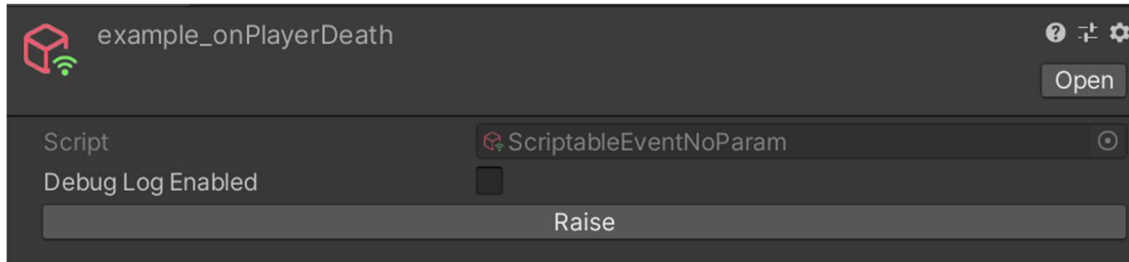 example_onPlayerDeath
Open
Script
ScriptableEventNoParam
Debug Log Enabled
Raise